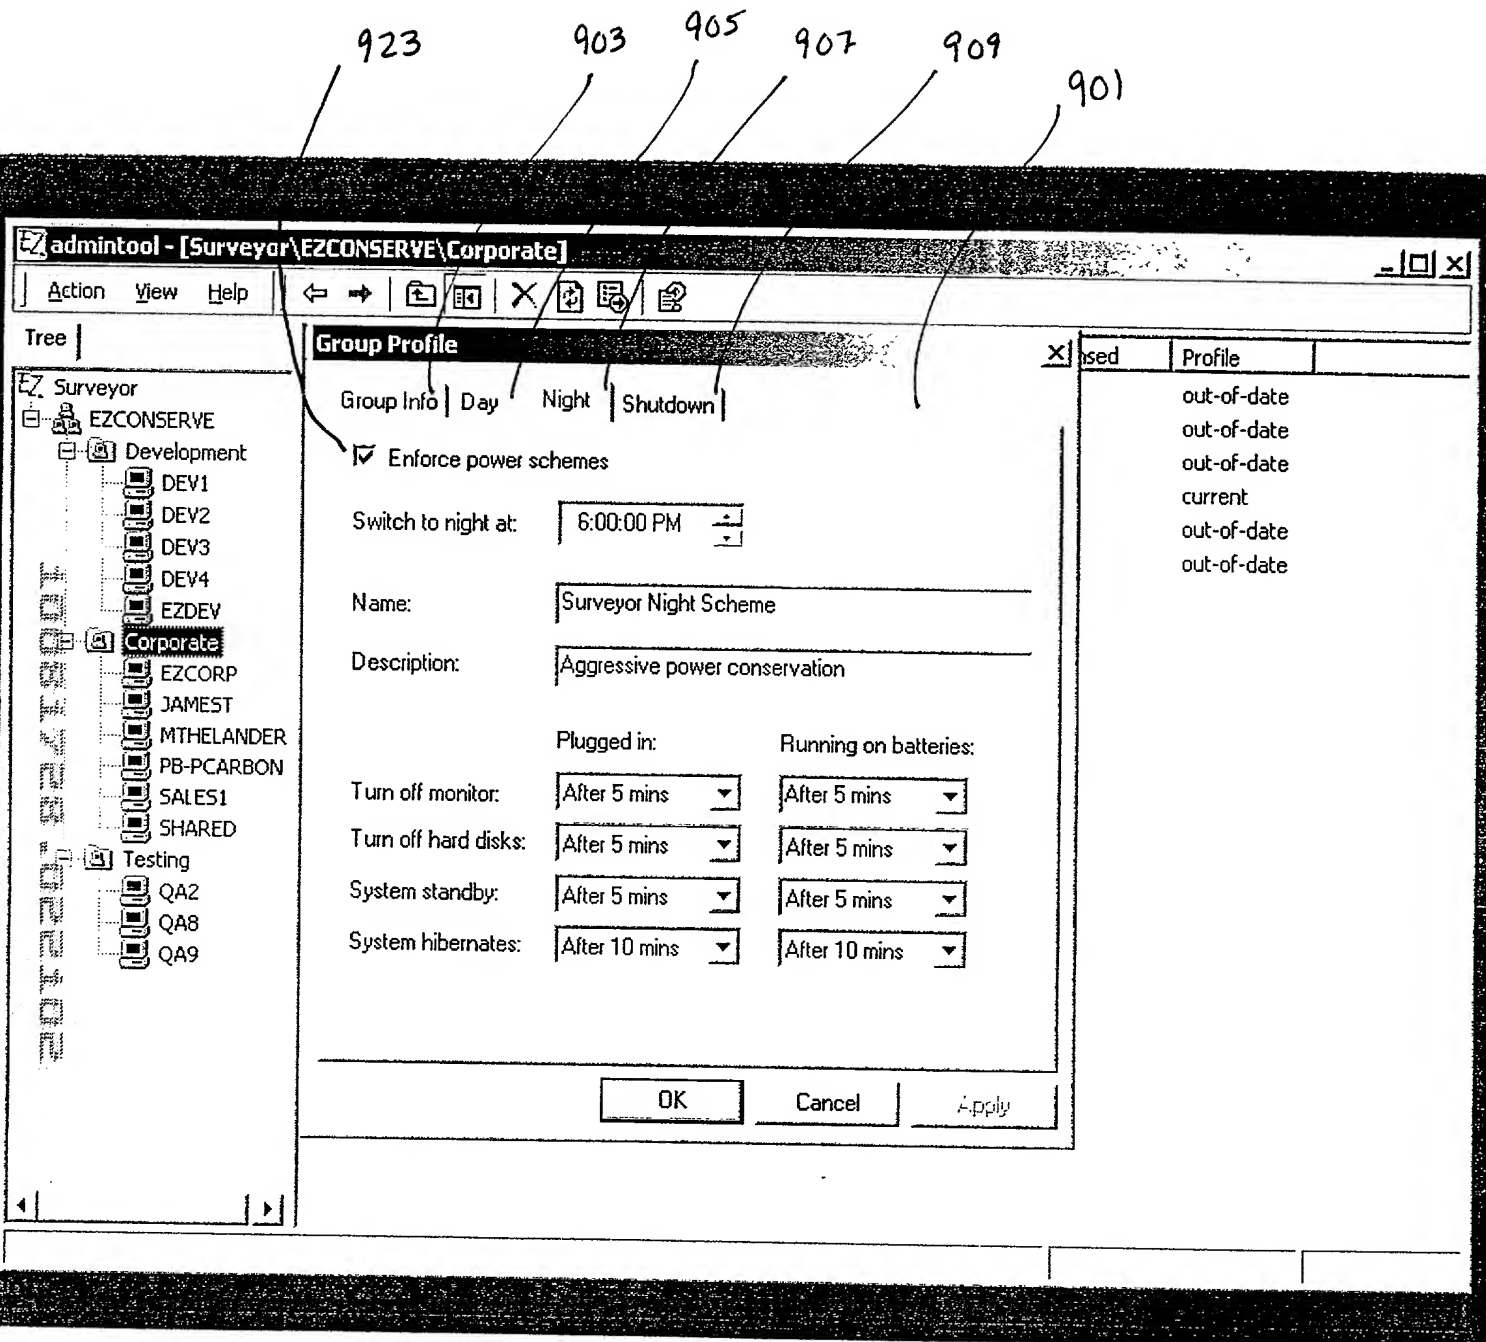 923 903 905 907 909 901
admintool - [Surveyor\EZCONSERVE\Corporate]
Action View Help
Tree
EZ Surveyor
EZCONSERVE
Development
DEV1
DEV2
DEV3
DEV4
EZDEV
Corporate
EZCORP
JAMEST
MTHELANDER
PB-PCARBON
SALES1
SHARED
Testing
QA2
QA8
QA9
Group Profile
Group Info Day Night Shutdown
Enforce power schemes
Switch to night at: 6:00:00 PM
Name: Surveyor Night Scheme
Description: Aggressive power conservation
Plugged in: Running on batteries:
Turn off monitor: After 5 mins After 5 mins
Turn off hard disks: After 5 mins After 5 mins
System standby: After 5 mins After 5 mins
System hibernates: After 10 mins After 10 mins
OK Cancel Apply
Profile
out-of-date
out-of-date
out-of-date
current
out-of-date
out-of-date